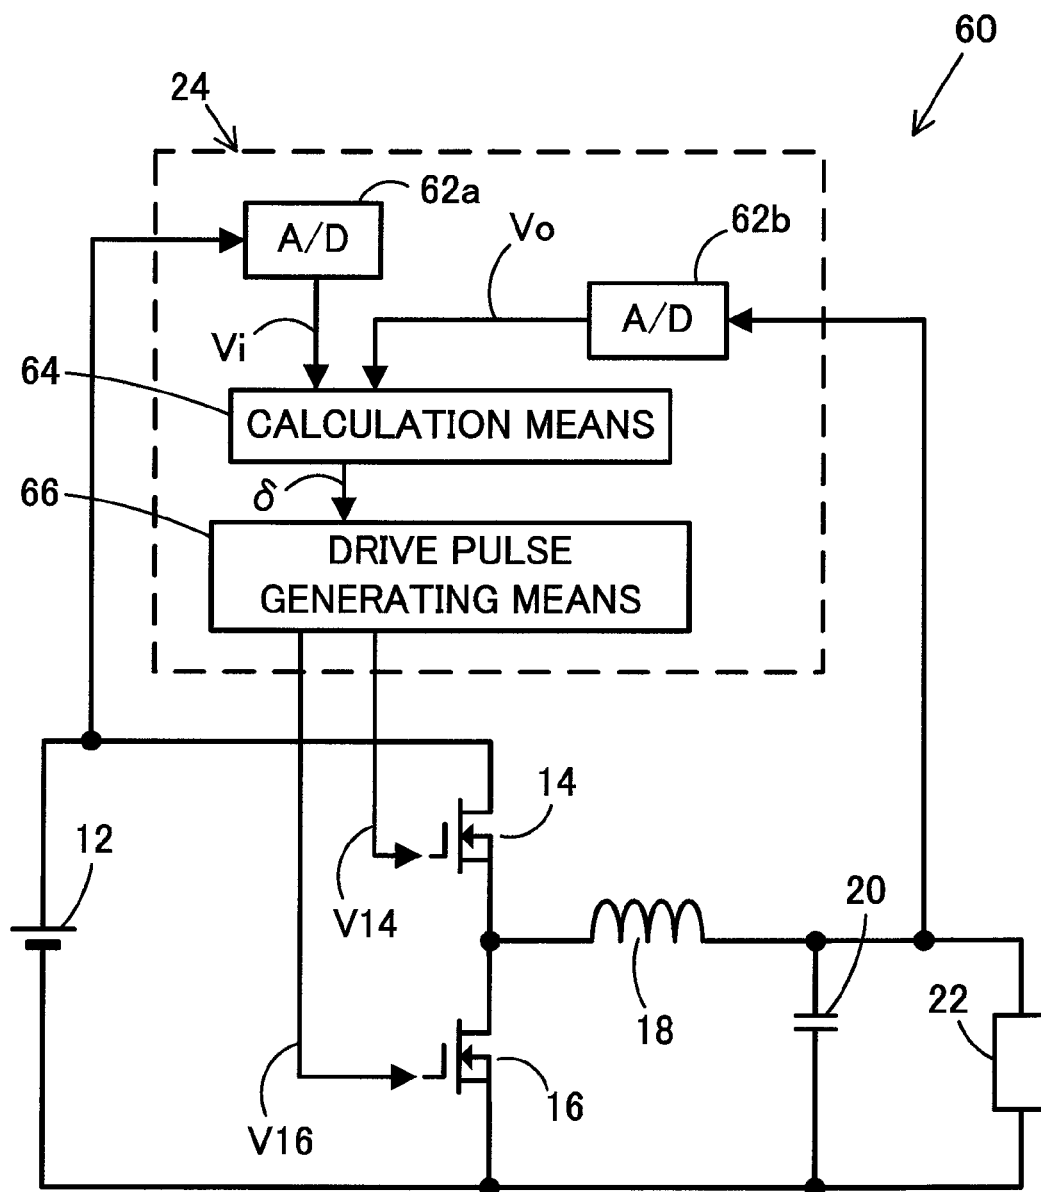 60
24
62a
A/D
Vo
62b
A/D
Vi
64
CALCULATION MEANS
δ
66
DRIVE PULSE
GENERATING MEANS
14
12
V14
20
18
22
16
V16